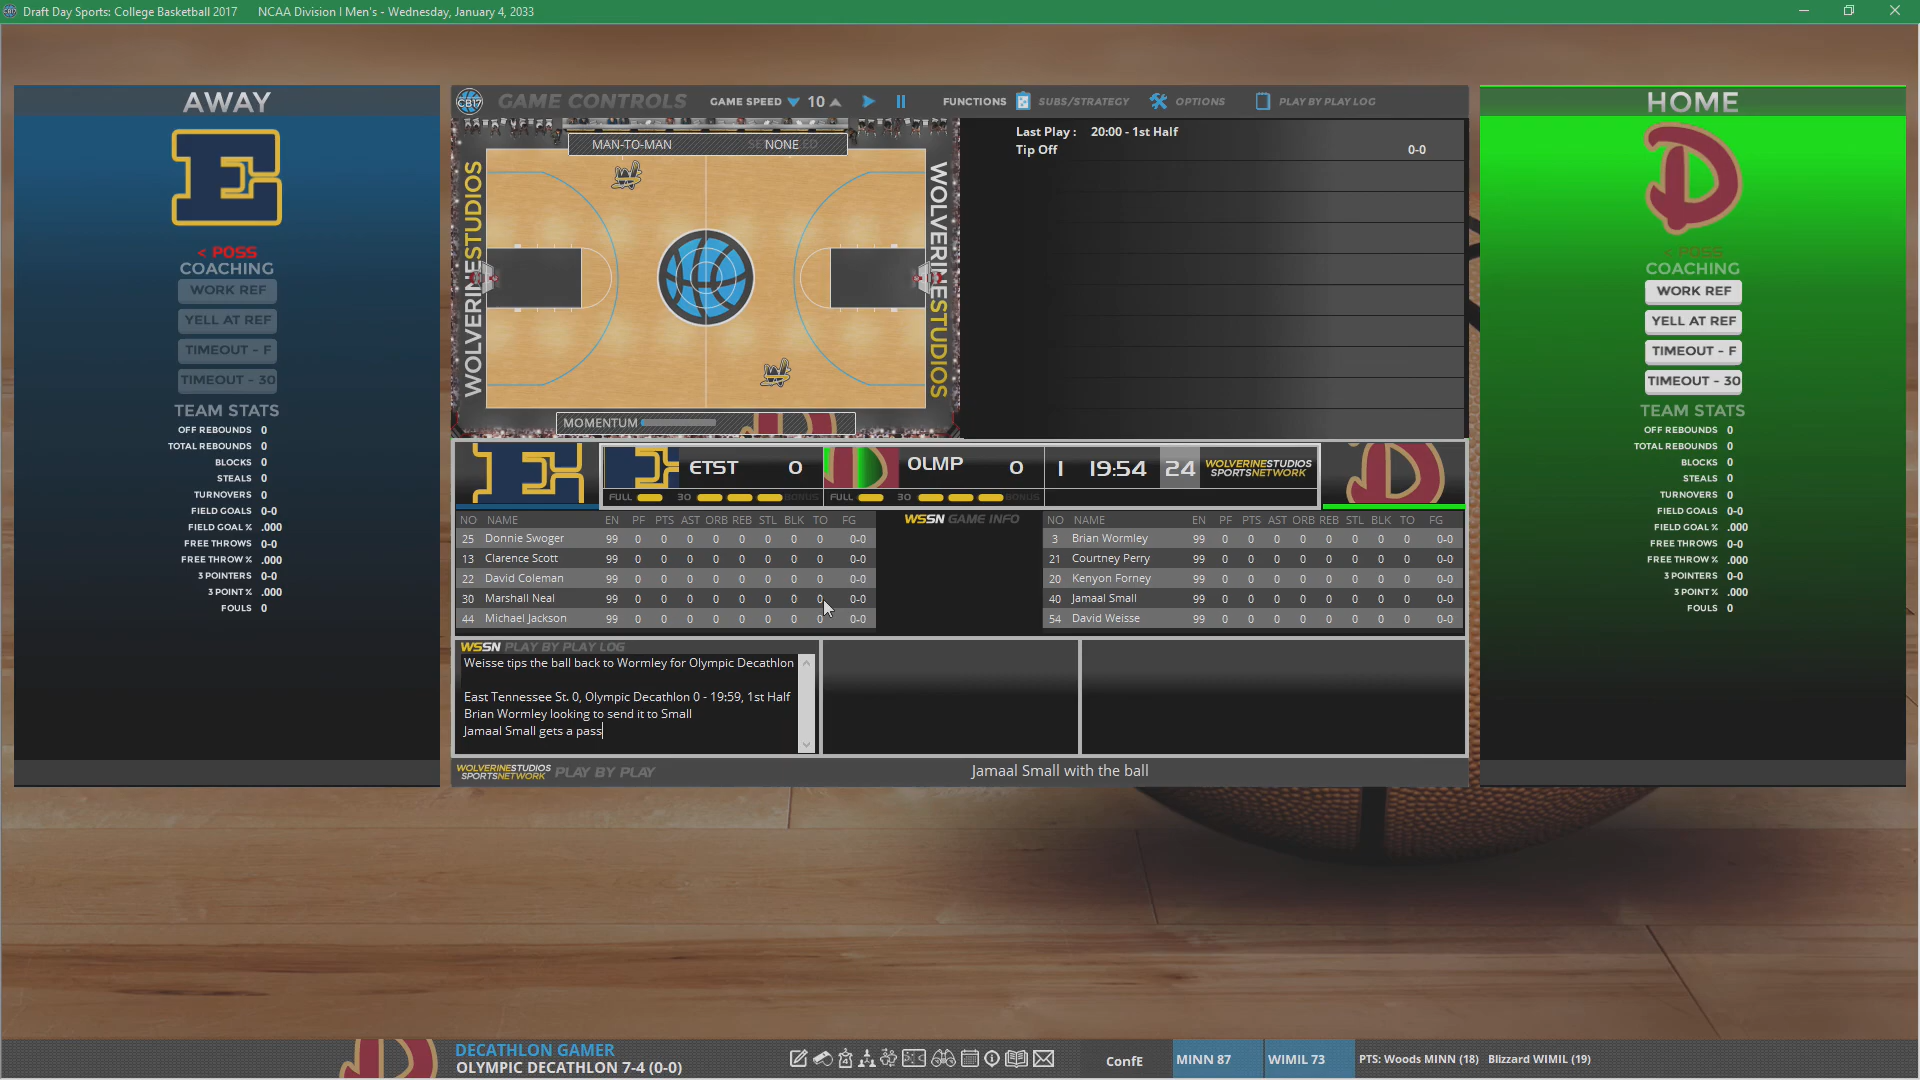 Draft Day Sports: College Basketball 2017 NCAA Division I Men's - Wednesday, January 4, 2033
AWAY
< POSS
COACHING
WORK REF
YELL AT REF
TIMEOUT - F
TIMEOUT - 30
TEAM STATS
OFF REBOUNDS 0
TOTAL REBOUNDS 0
BLOCKS 0
STEALS 0
TURNOVERS 0
FIELD GOALS 0-0
FIELD GOAL % .000
FREE THROWS 0-0
FREE THROW % .000
3 POINTERS 0-0
3 POINT % .000
FOULS 0
CB17 GAME CONTROLS GAME SPEED 10 FUNCTIONS SUBS/STRATEGY OPTIONS PLAY BY PLAY LOG
MAN-TO-MAN NONE
WOLVERINESTUDIOS
WOLVERINESTUDIOS
MOMENTUM
Last Play : 20:00 - 1st Half
Tip Off 0-0
ETST 0 OLMP 0 1 19:54 24 WOLVERINESTUDIOS SPORTSNETWORK
FULL 30 BONUS FULL 30 BONUS
NO NAME EN PF PTS AST ORB REB STL BLK TO FG
25 Donnie Swoger 99 0 0 0 0 0 0 0 0 0-0
13 Clarence Scott 99 0 0 0 0 0 0 0 0 0-0
22 David Coleman 99 0 0 0 0 0 0 0 0 0-0
30 Marshall Neal 99 0 0 0 0 0 0 0 0 0-0
44 Michael Jackson 99 0 0 0 0 0 0 0 0 0-0
WSSN GAME INFO
NO NAME EN PF PTS AST ORB REB STL BLK TO FG
3 Brian Wormley 99 0 0 0 0 0 0 0 0 0-0
21 Courtney Perry 99 0 0 0 0 0 0 0 0 0-0
20 Kenyon Forney 99 0 0 0 0 0 0 0 0 0-0
40 Jamaal Small 99 0 0 0 0 0 0 0 0 0-0
54 David Weisse 99 0 0 0 0 0 0 0 0 0-0
WSSN PLAY BY PLAY LOG
Weisse tips the ball back to Wormley for Olympic Decathlon
East Tennessee St. 0, Olympic Decathlon 0 - 19:59, 1st Half
Brian Wormley looking to send it to Small
Jamaal Small gets a pass
WOLVERINESTUDIOS SPORTSNETWORK PLAY BY PLAY Jamaal Small with the ball
HOME
< POSS
COACHING
WORK REF
YELL AT REF
TIMEOUT - F
TIMEOUT - 30
TEAM STATS
OFF REBOUNDS 0
TOTAL REBOUNDS 0
BLOCKS 0
STEALS 0
TURNOVERS 0
FIELD GOALS 0-0
FIELD GOAL % .000
FREE THROWS 0-0
FREE THROW % .000
3 POINTERS 0-0
3 POINT % .000
FOULS 0
DECATHLON GAMER
OLYMPIC DECATHLON 7-4 (0-0)
ConfE MINN 87 WIMIL 73 PTS: Woods MINN (18) Blizzard WIMIL (19)